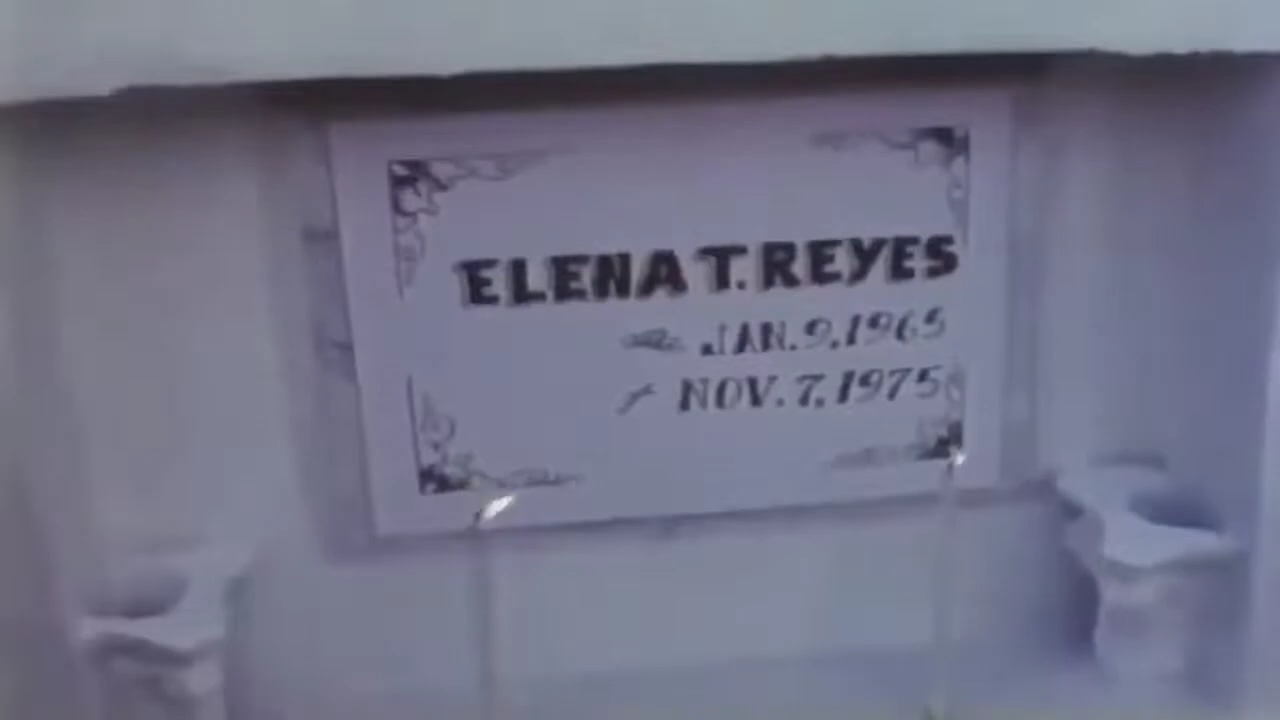 ELENA T. REYES
JAN. 9, 1965
NOV. 7, 1975